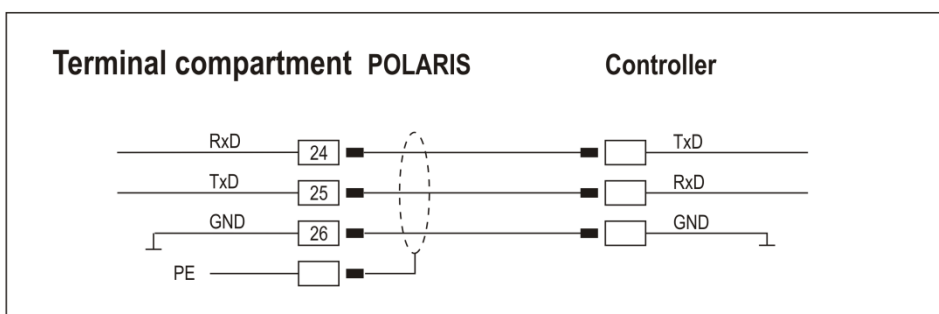 Terminal compartment POLARIS Controller
RxD 24 TxD
TxD 25 RxD
GND 26 GND
PE